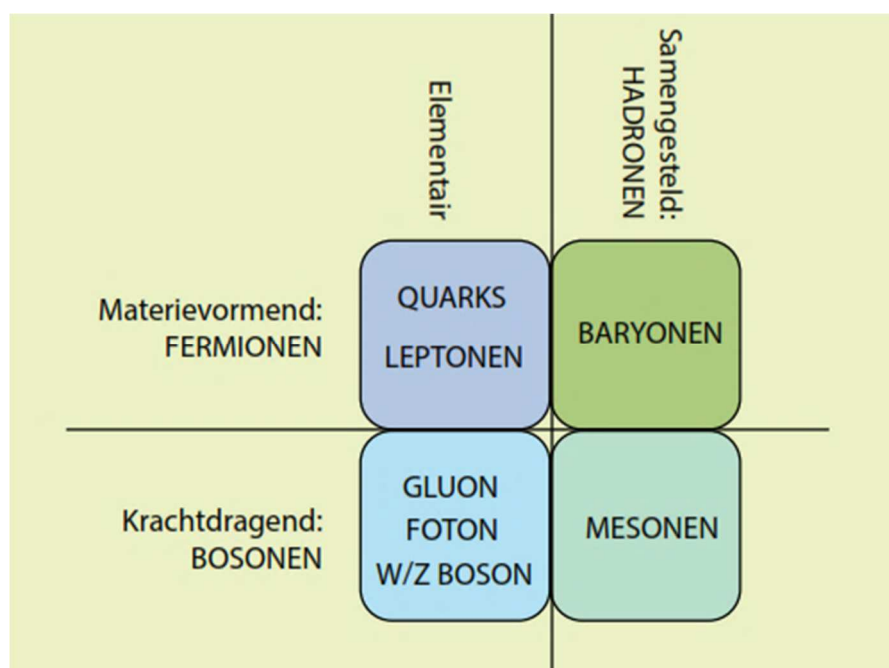 Elementair
Samengesteld:
HADRONEN
Materievormend:
FERMIONEN
QUARKS
LEPTONEN
BARYONEN
Krachtdragend:
BOSONEN
GLUON
FOTON
W/Z BOSON
MESONEN